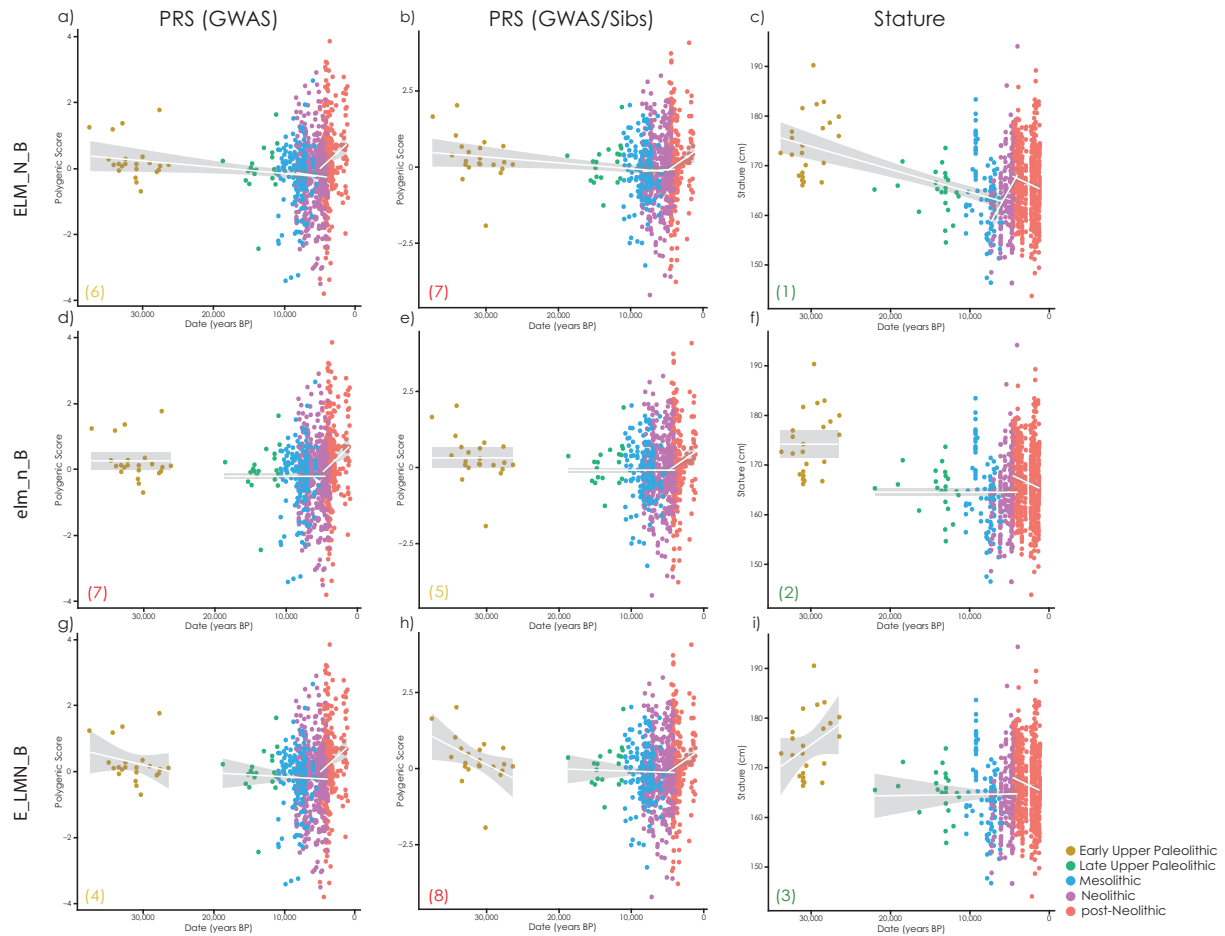 a) PRS (GWAS) b) PRS (GWAS/Sibs) c) Stature
ELM_N_B
4
2
0
−2
−4
Polygenic Score
(6)
30,000 20,000 10,000 0
Date (years BP)
2.5
0
−2.5
Polygenic Score
(7)
30,000 20,000 10,000 0
Date (years BP)
190
180
170
160
150
Stature (cm)
(1)
30,000 20,000 10,000 0
Date (years BP)
d) e) f)
elm_n_B
4
2
0
−2
−4
Polygenic Score
(7)
30,000 20,000 10,000 0
Date (years BP)
2.5
0
−2.5
Polygenic Score
(5)
30,000 20,000 10,000 0
Date (years BP)
190
180
170
160
150
Stature (cm)
(2)
30,000 20,000 10,000 0
Date (years BP)
g) h) i)
E_LMN_B
4
2
0
−2
−4
Polygenic Score
(4)
30,000 20,000 10,000 0
Date (years BP)
2.5
0
−2.5
Polygenic Score
(8)
30,000 20,000 10,000 0
Date (years BP)
190
180
170
160
150
Stature (cm)
(3)
30,000 20,000 10,000 0
Date (years BP)
Early Upper Paleolithic
Late Upper Paleolithic
Mesolithic
Neolithic
post-Neolithic